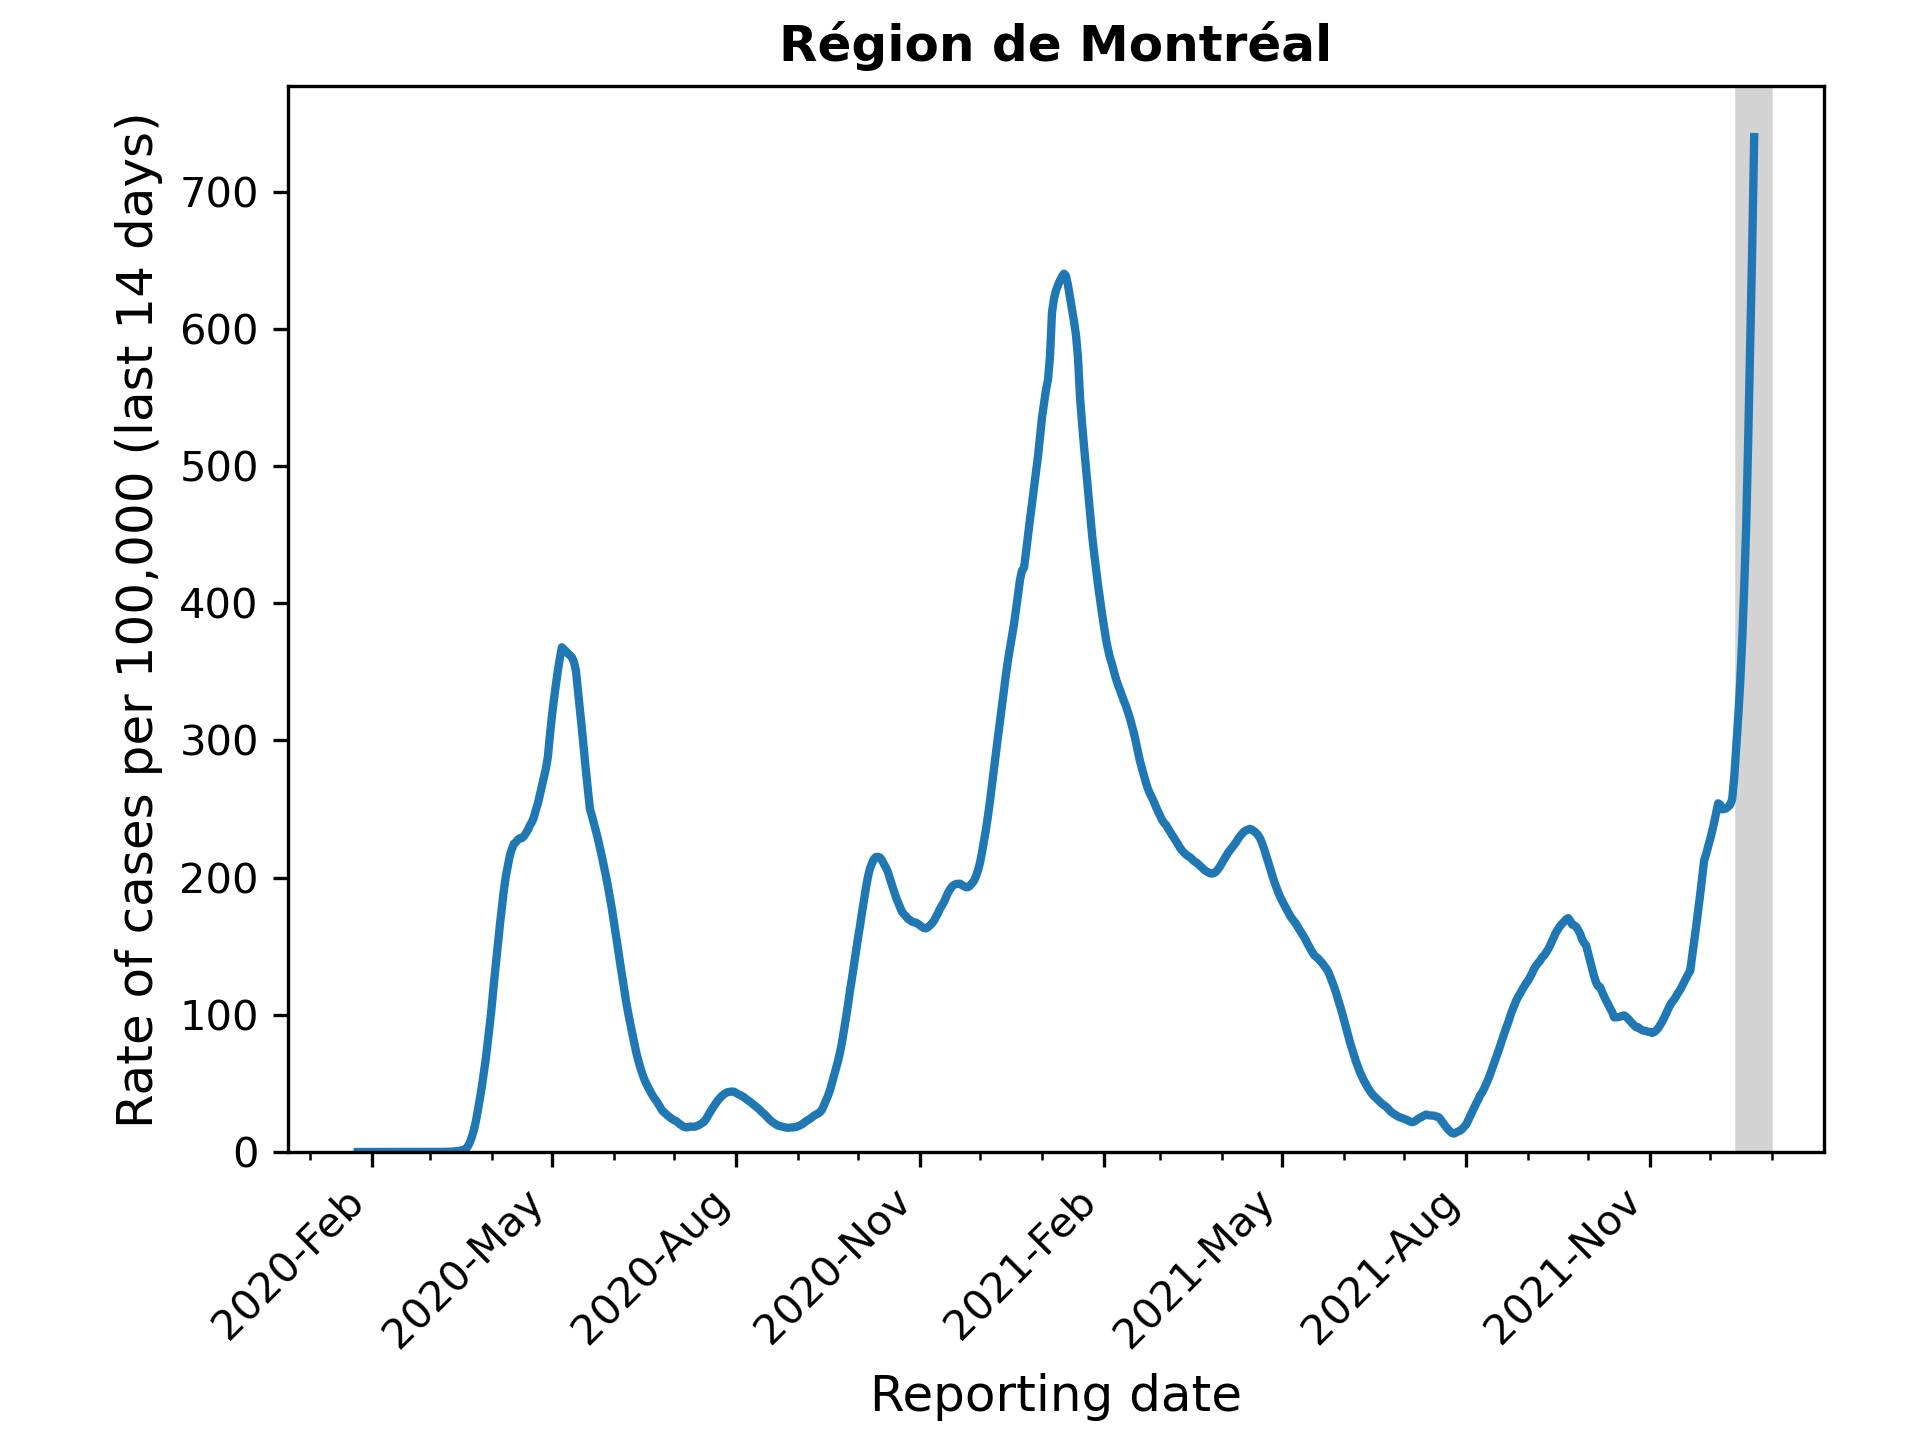 Région de Montréal
Rate of cases per 100,000 (last 14 days)
700
600
500
400
300
200
100
0
2020-Feb
2020-May
2020-Aug
2020-Nov
2021-Feb
2021-May
2021-Aug
2021-Nov
Reporting date